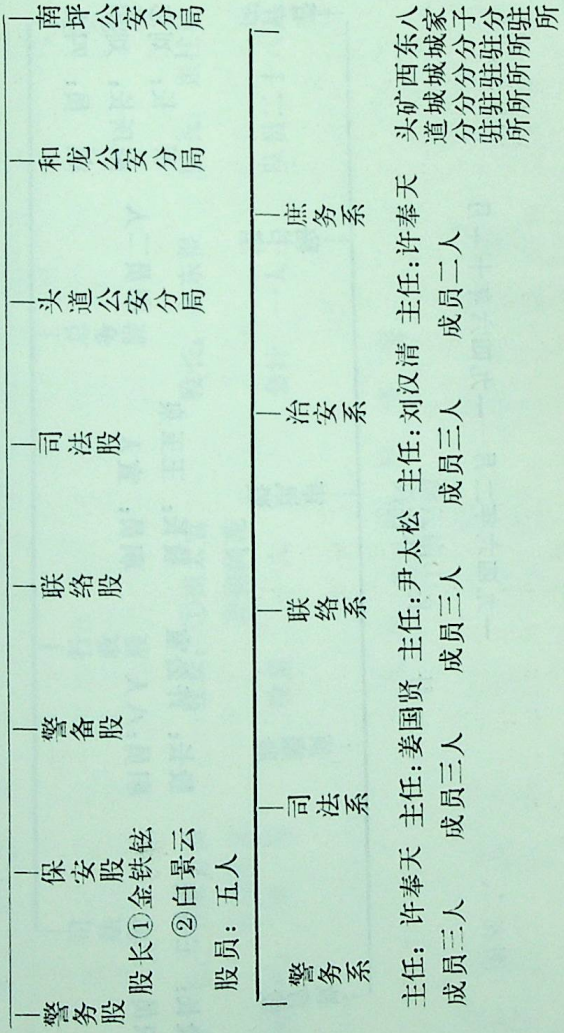 警务股 保安股 警备股 联络股 司法股 头道公安分局 和龙公安分局 南坪公安分局
股长①金铁铉
②白景云
股员：五人
警务系 司法系 联络系 治安系 庶务系
主任：许奉天 主任：姜国贤 主任：尹太松 主任：刘汉清 主任：许奉天
成员三人 成员三人 成员三人 成员三人 成员二人
头道分驻所
矿城分驻所
西城分驻所
东城分驻所
八家子分驻所